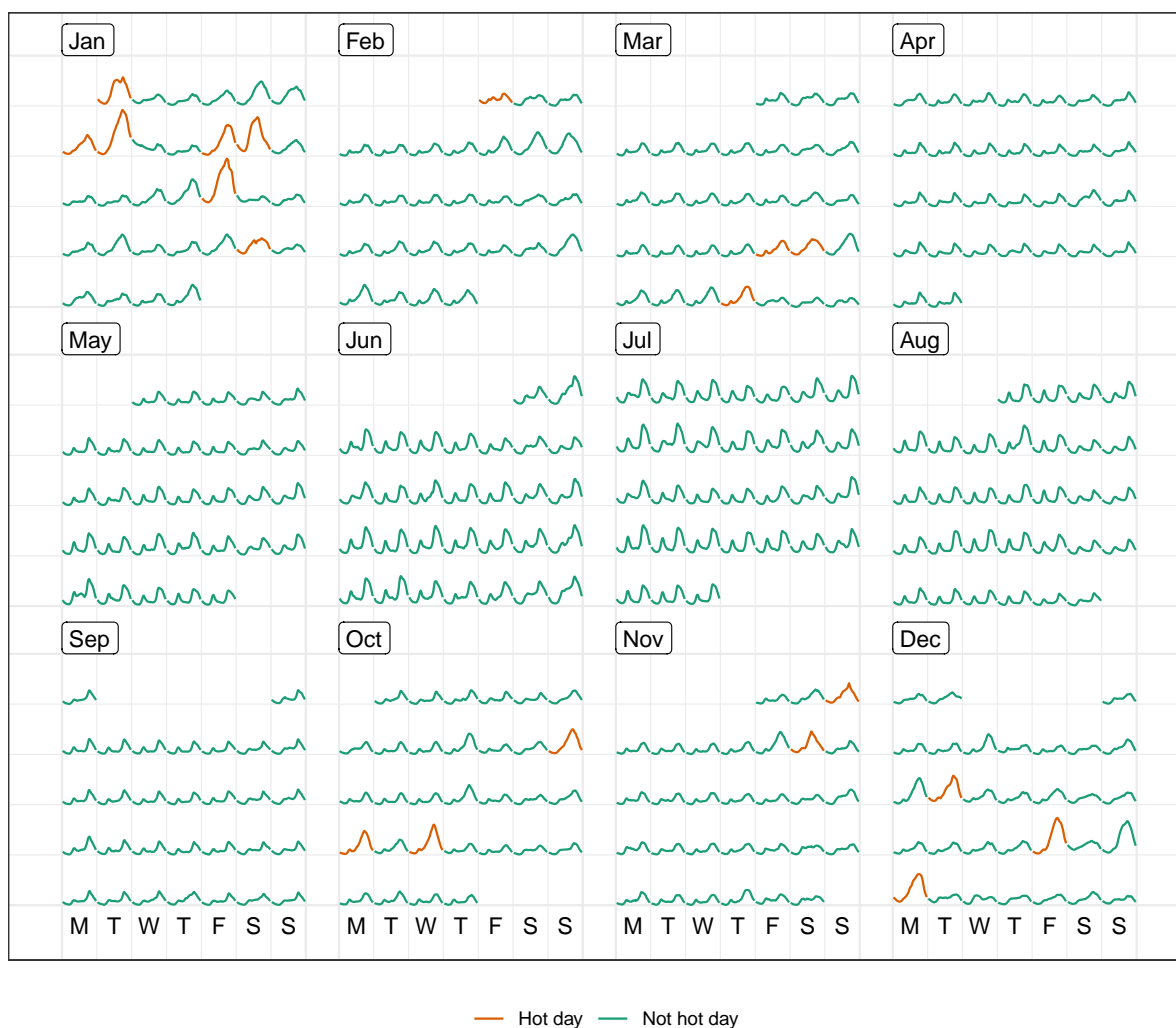 Jan Feb Mar Apr
May Jun Jul Aug
Sep Oct Nov Dec
M T W T F S S M T W T F S S M T W T F S S M T W T F S S
Hot day Not hot day